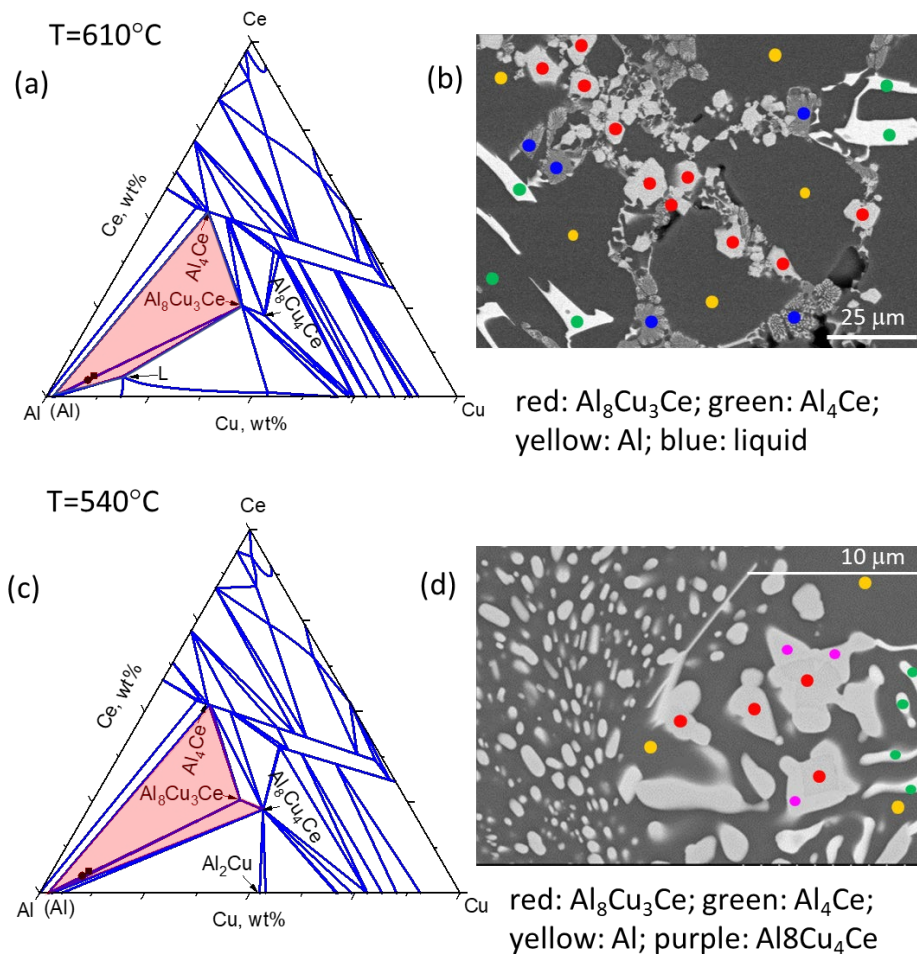 T=610°C
(a)
Ce
Ce, wt%
Al₄Ce
Al₈Cu₃Ce
Al₈Cu₄Ce
L
Al
(Al)
Cu, wt%
Cu
(b)
25 μm
red: Al₈Cu₃Ce; green: Al₄Ce;
yellow: Al; blue: liquid
T=540°C
(c)
Ce
Ce, wt%
Al₄Ce
Al₈Cu₃Ce
Al₈Cu₄Ce
Al₂Cu
Al
(Al)
Cu, wt%
Cu
(d)
10 μm
red: Al₈Cu₃Ce; green: Al₄Ce;
yellow: Al; purple: Al8Cu₄Ce